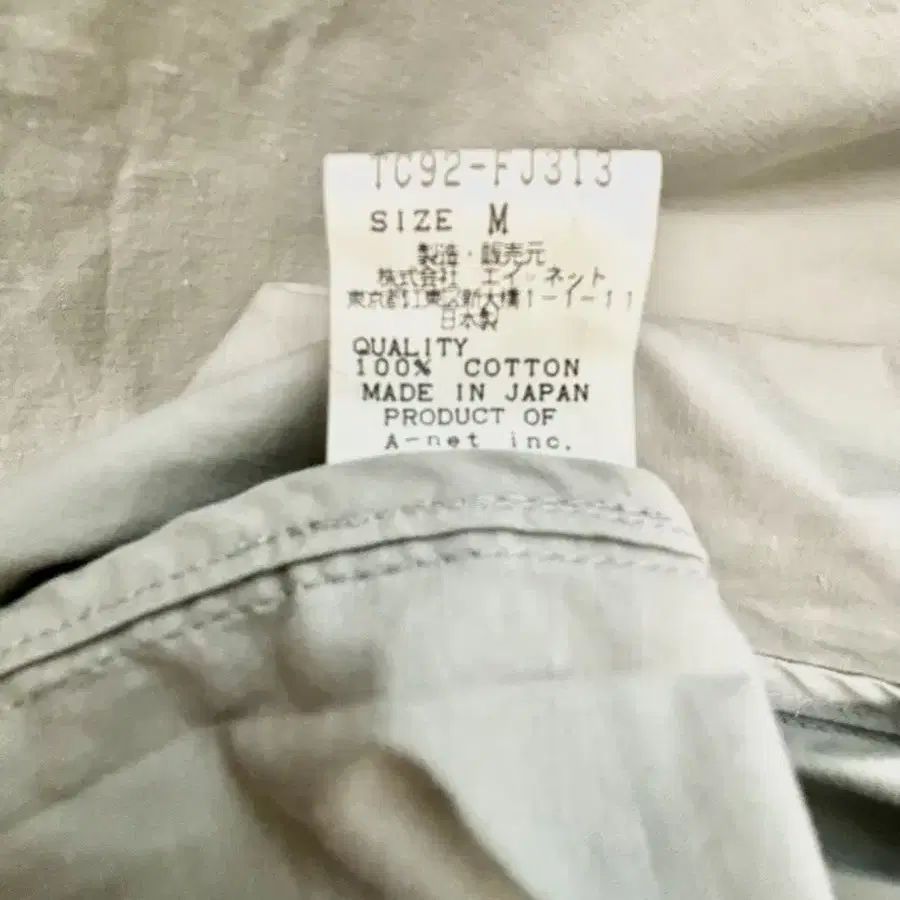 TC92-FJ313
SIZE M
製造・販売元
株式会社 エイ・ネット
東京都江東区新大橋1-1-11
日本製
QUALITY
100% COTTON
MADE IN JAPAN
PRODUCT OF
A-net inc.